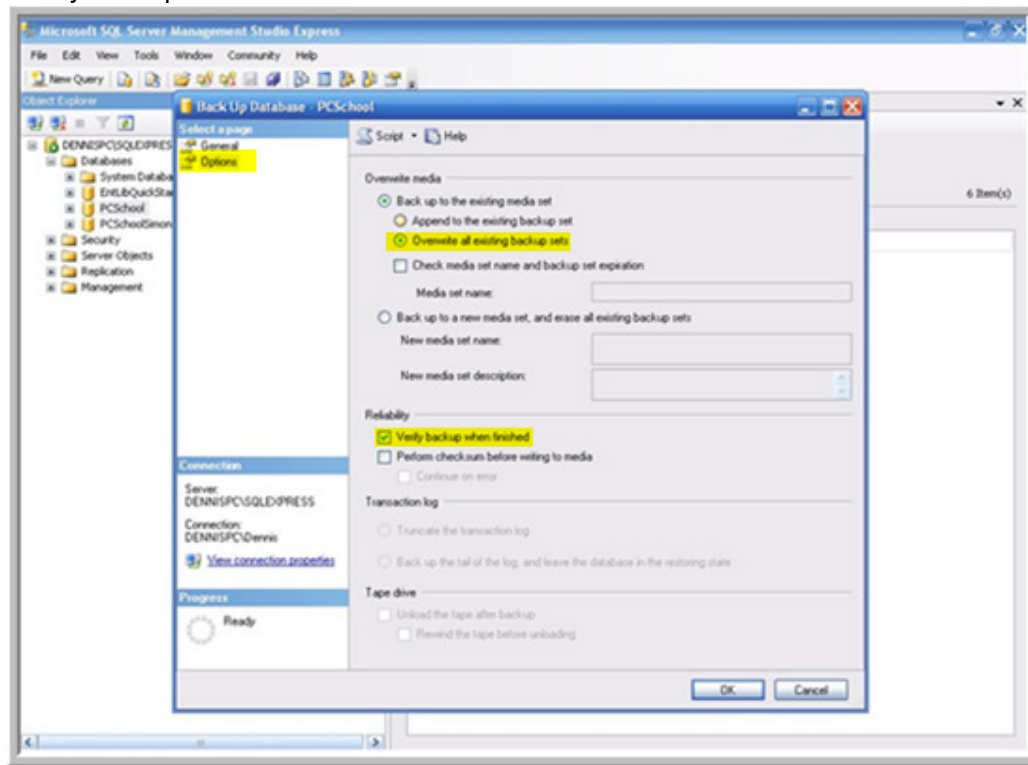 Microsoft SQL Server Management Studio Express
File Edit View Tools Window Community Help
New Query
Object Explorer
DENNISPC\SQLEXPRES
Databases
System Databa
EntLibQuickSta
PCSchool
PCSchoolSimon
Security
Server Objects
Replication
Management
6 Item(s)
Back Up Database - PCSchool
Select a page
General
Options
Script Help
Overwrite media
Back up to the existing media set
Append to the existing backup set
Overwrite all existing backup sets
Check media set name and backup set expiration
Media set name:
Back up to a new media set, and erase all existing backup sets
New media set name:
New media set description:
Reliability
Verify backup when finished
Perform checksum before writing to media
Continue on error
Transaction log
Truncate the transaction log
Back up the tail of the log, and leave the database in the restoring state
Tape drive
Unload the tape after backup
Rewind the tape before unloading
Connection
Server:
DENNISPC\SQLEXPRESS
Connection:
DENNISPC\Dennis
View connection properties
Progress
Ready
OK Cancel